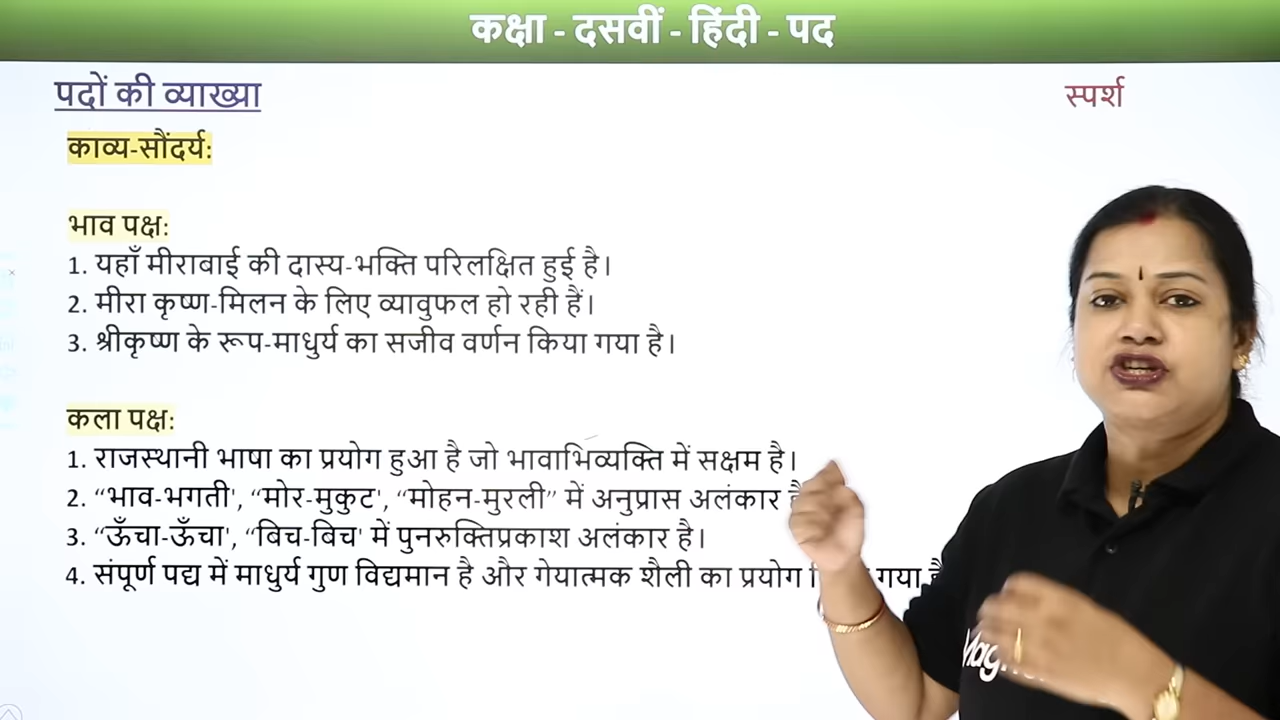 कक्षा - दसवीं - हिंदी - पद
पदों की व्याख्या
स्पर्श
काव्य-सौंदर्य:
भाव पक्ष:
1. यहाँ मीराबाई की दास्य-भक्ति परिलक्षित हुई है।
2. मीरा कृष्ण-मिलन के लिए व्यावुफल हो रही हैं।
3. श्रीकृष्ण के रूप-माधुर्य का सजीव वर्णन किया गया है।
कला पक्ष:
1. राजस्थानी भाषा का प्रयोग हुआ है जो भावाभिव्यक्ति में सक्षम है।
2. “भाव-भगती', “मोर-मुकुट', “मोहन-मुरली” में अनुप्रास अलंकार
3. “ऊँचा-ऊँचा', “बिच-बिच' में पुनरुक्तिप्रकाश अलंकार है।
4. संपूर्ण पद्य में माधुर्य गुण विद्यमान है और गेयात्मक शैली का प्रयोग गया